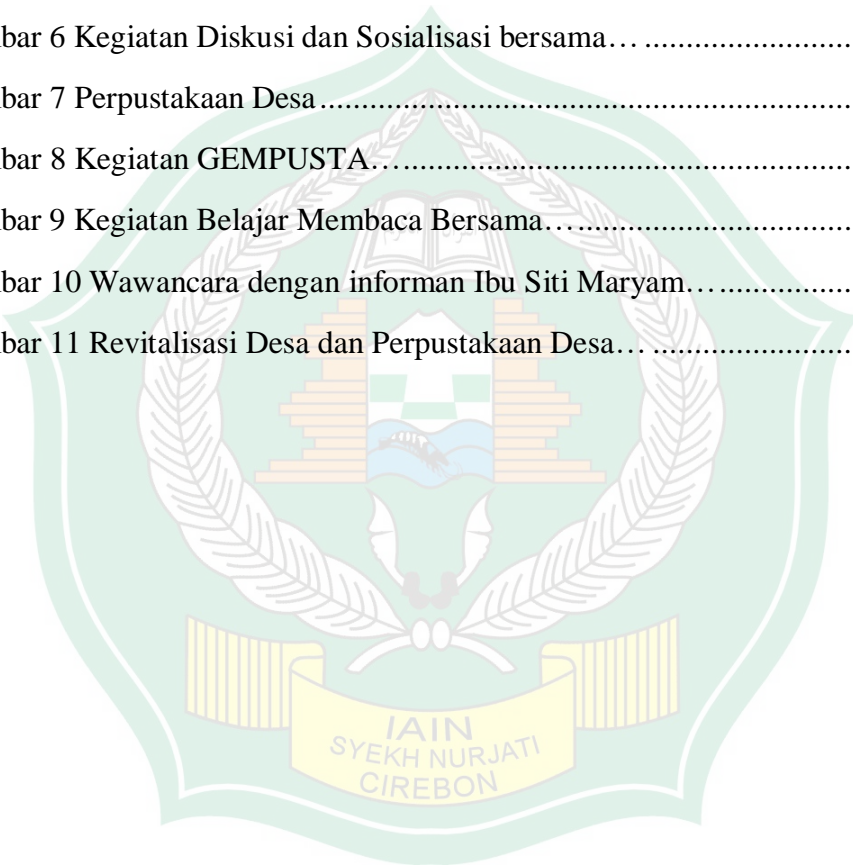 bar 6 Kegiatan Diskusi dan Sosialisasi bersama… .........................
bar 7 Perpustakaan Desa................................................................
bar 8 Kegiatan GEMPUSTA…......................................................
bar 9 Kegiatan Belajar Membaca Bersama….................................
bar 10 Wawancara dengan informan Ibu Siti Maryam… ................
bar 11 Revitalisasi Desa dan Perpustakaan Desa… ........................
IAIN
SYEKH NURJATI
CIREBON